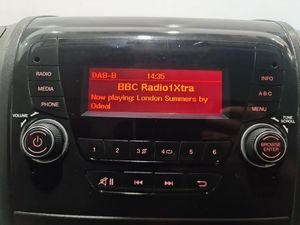 DAB-B 14:35
BBC Radio1Xtra
Now playing: London Summers by
Odeal
RADIO
MEDIA
PHONE
INFO
A-B-C
MENU
VOLUME
TUNE
SCROLL
BROWSE
ENTER
1 2 3 4 5 6